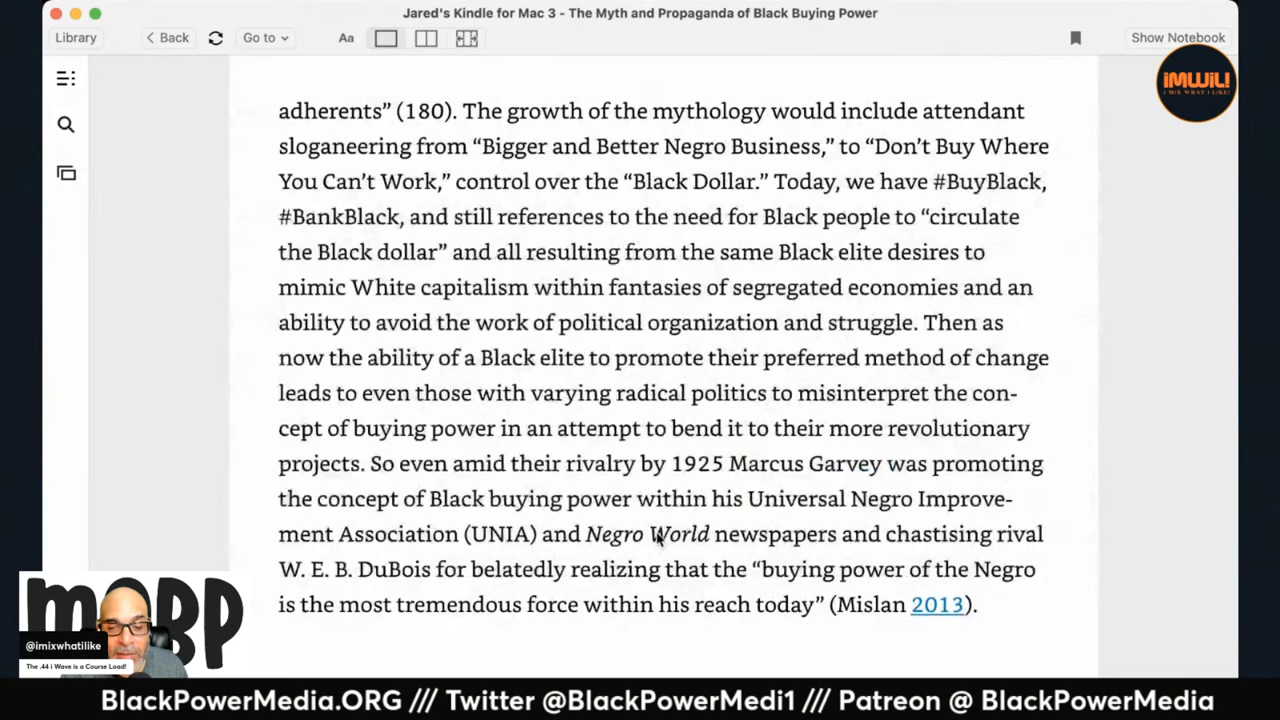 Jared's Kindle for Mac 3 - The Myth and Propaganda of Black Buying Power
Library
Back
Go to
Aa
Show Notebook
iMWiL!
I MiX WHAT I LiKE!
adherents” (180). The growth of the mythology would include attendant
sloganeering from “Bigger and Better Negro Business,” to “Don’t Buy Where
You Can’t Work,” control over the “Black Dollar.” Today, we have #BuyBlack,
#BankBlack, and still references to the need for Black people to “circulate
the Black dollar” and all resulting from the same Black elite desires to
mimic White capitalism within fantasies of segregated economies and an
ability to avoid the work of political organization and struggle. Then as
now the ability of a Black elite to promote their preferred method of change
leads to even those with varying radical politics to misinterpret the con-
cept of buying power in an attempt to bend it to their more revolutionary
projects. So even amid their rivalry by 1925 Marcus Garvey was promoting
the concept of Black buying power within his Universal Negro Improve-
ment Association (UNIA) and Negro World newspapers and chastising rival
W. E. B. DuBois for belatedly realizing that the “buying power of the Negro
is the most tremendous force within his reach today” (Mislan 2013).
@imixwhatilike
The .44 i Wave is a Course Load!
BlackPowerMedia.ORG /// Twitter @BlackPowerMedi1 /// Patreon @ BlackPowerMedia